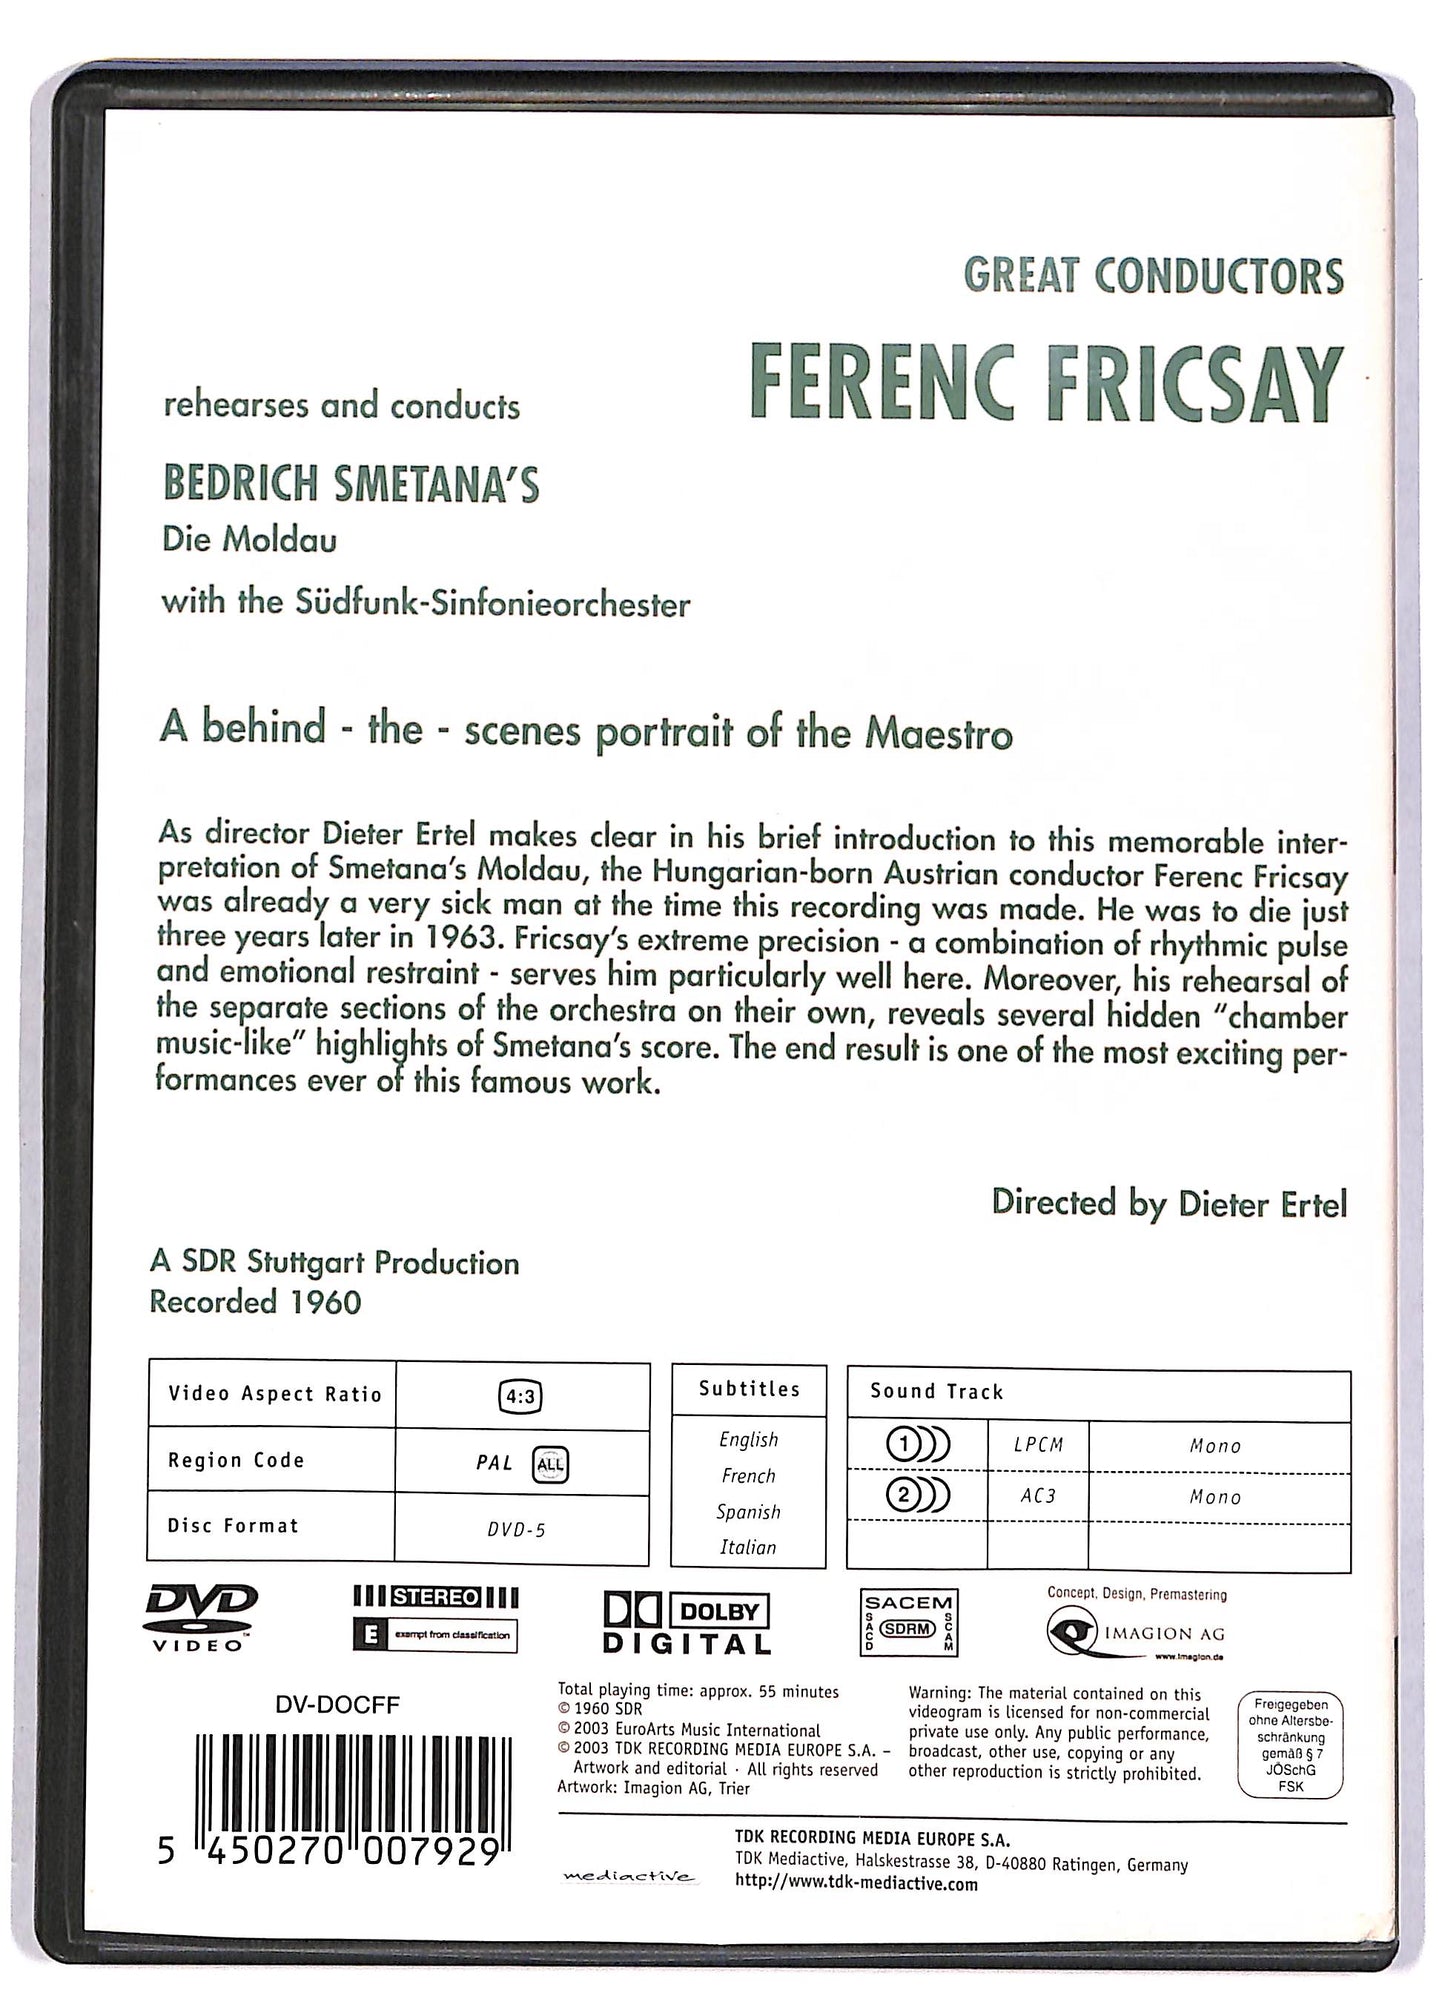 GREAT CONDUCTORS
FERENC FRICSAY
rehearses and conducts
BEDRICH SMETANA'S
Die Moldau
with the Südfunk-Sinfonieorchester
A behind - the - scenes portrait of the Maestro
As director Dieter Ertel makes clear in his brief introduction to this memorable inter-
pretation of Smetana's Moldau, the Hungarian-born Austrian conductor Ferenc Fricsay
was already a very sick man at the time this recording was made. He was to die just
three years later in 1963. Fricsay's extreme precision - a combination of rhythmic pulse
and emotional restraint - serves him particularly well here. Moreover, his rehearsal of
the separate sections of the orchestra on their own, reveals several hidden "chamber
music-like" highlights of Smetana's score. The end result is one of the most exciting per-
formances ever of this famous work.
Directed by Dieter Ertel
A SDR Stuttgart Production
Recorded 1960
Video Aspect Ratio 4:3
Region Code PAL ALL
Disc Format DVD-5
Subtitles
English
French
Spanish
Italian
Sound Track
1 LPCM Mono
2 AC3 Mono
DVD
VIDEO™
STEREO
E exempt from classification
DOLBY
DIGITAL
SACEM
SACD
SDRM
SCAM
Concept, Design, Premastering
IMAGION AG
www.imagion.de
DV-DOCFF
5 450270 007929
Total playing time: approx. 55 minutes
© 1960 SDR
© 2003 EuroArts Music International
© 2003 TDK RECORDING MEDIA EUROPE S.A. –
Artwork and editorial · All rights reserved
Artwork: Imagion AG, Trier
Warning: The material contained on this
videogram is licensed for non-commercial
private use only. Any public performance,
broadcast, other use, copying or any
other reproduction is strictly prohibited.
Freigegeben
ohne Altersbe-
schränkung
gemäß § 7
JÖSchG
FSK
mediactive
TDK RECORDING MEDIA EUROPE S.A.
TDK Mediactive, Halskestrasse 38, D-40880 Ratingen, Germany
http://www.tdk-mediactive.com